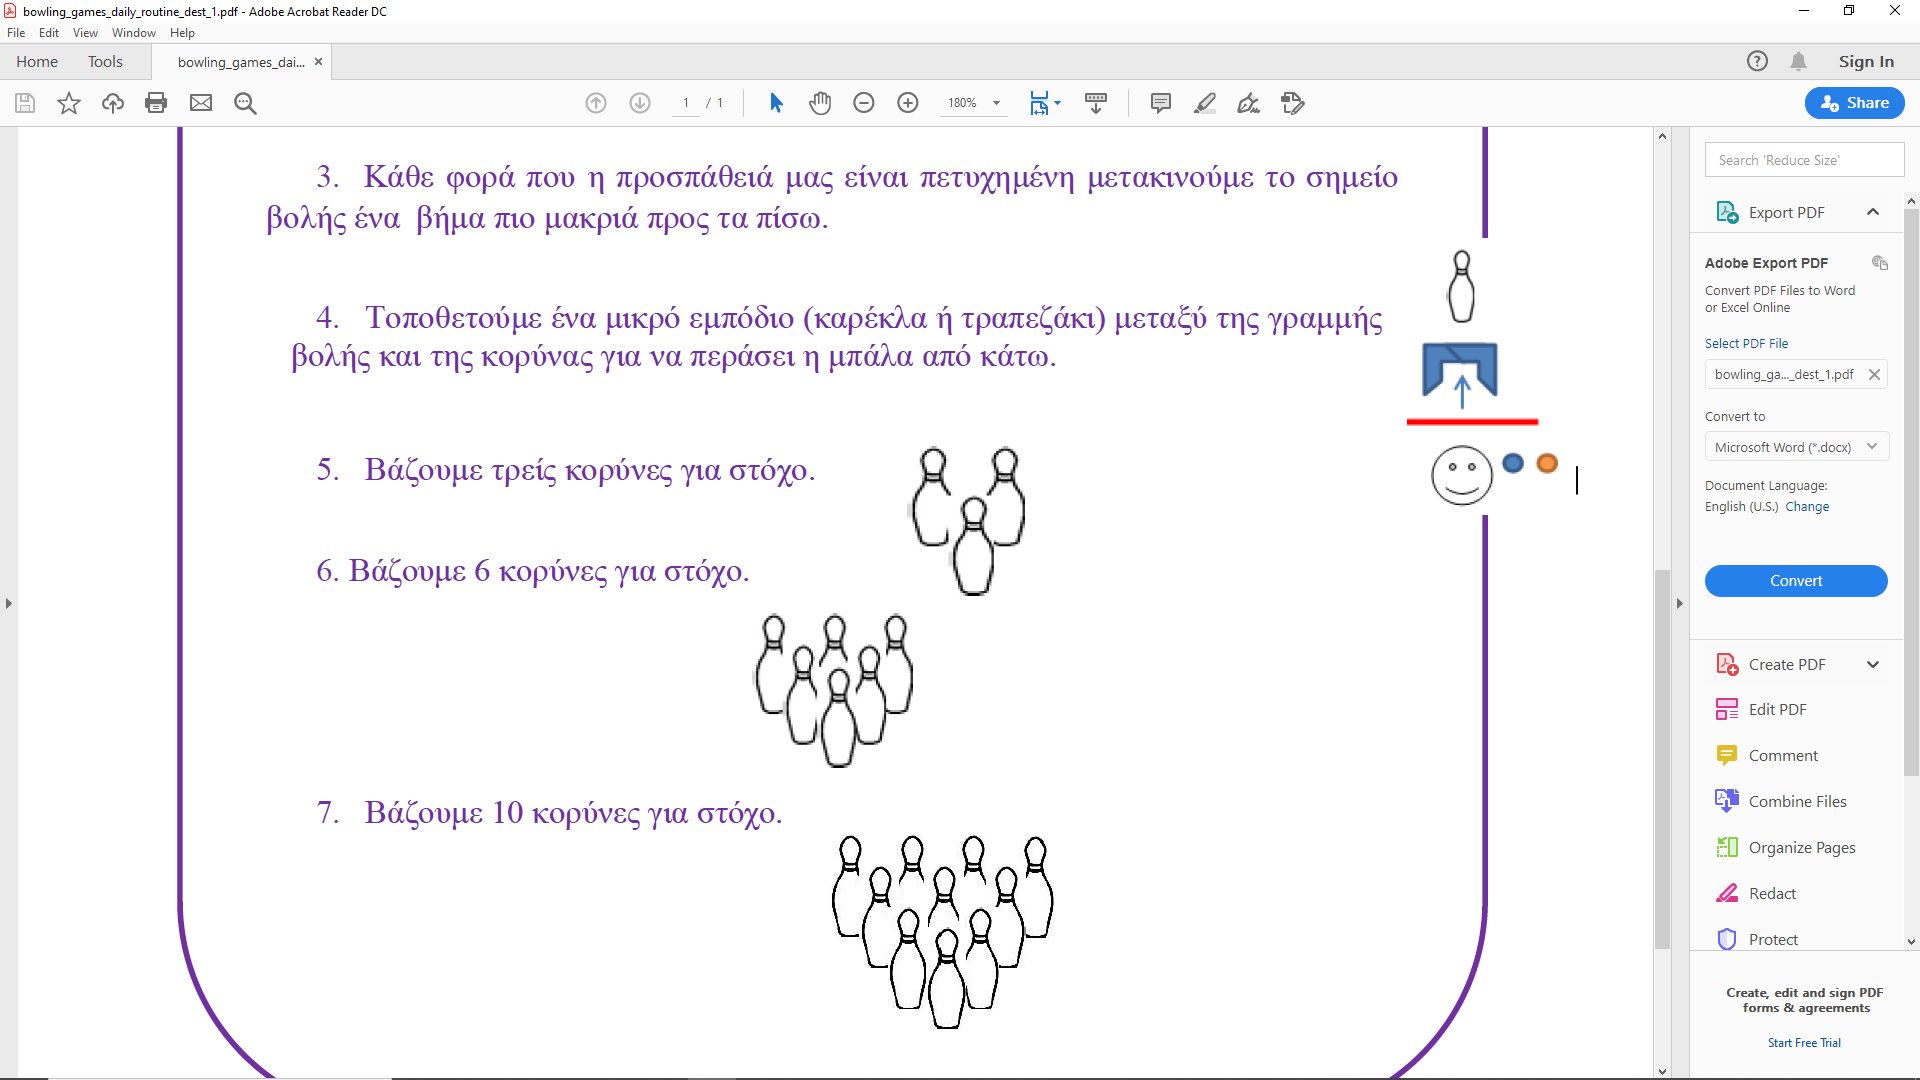 bowling_games_daily_routine_dest_1.pdf - Adobe Acrobat Reader DC
File Edit View Window Help
Home Tools bowling_games_dai... × Sign In
1 / 1 180% Share
3. Κάθε φορά που η προσπάθειά μας είναι πετυχημένη μετακινούμε το σημείο
βολής ένα βήμα πιο μακριά προς τα πίσω.
4. Τοποθετούμε ένα μικρό εμπόδιο (καρέκλα ή τραπεζάκι) μεταξύ της γραμμής
βολής και της κορύνας για να περάσει η μπάλα από κάτω.
5. Βάζουμε τρείς κορύνες για στόχο.
6. Βάζουμε 6 κορύνες για στόχο.
7. Βάζουμε 10 κορύνες για στόχο.
Search 'Reduce Size'
Export PDF
Adobe Export PDF
Convert PDF Files to Word
or Excel Online
Select PDF File
bowling_ga..._dest_1.pdf
Convert to
Microsoft Word (*.docx)
Document Language:
English (U.S.) Change
Convert
Create PDF
Edit PDF
Comment
Combine Files
Organize Pages
Redact
Protect
Create, edit and sign PDF
forms & agreements
Start Free Trial